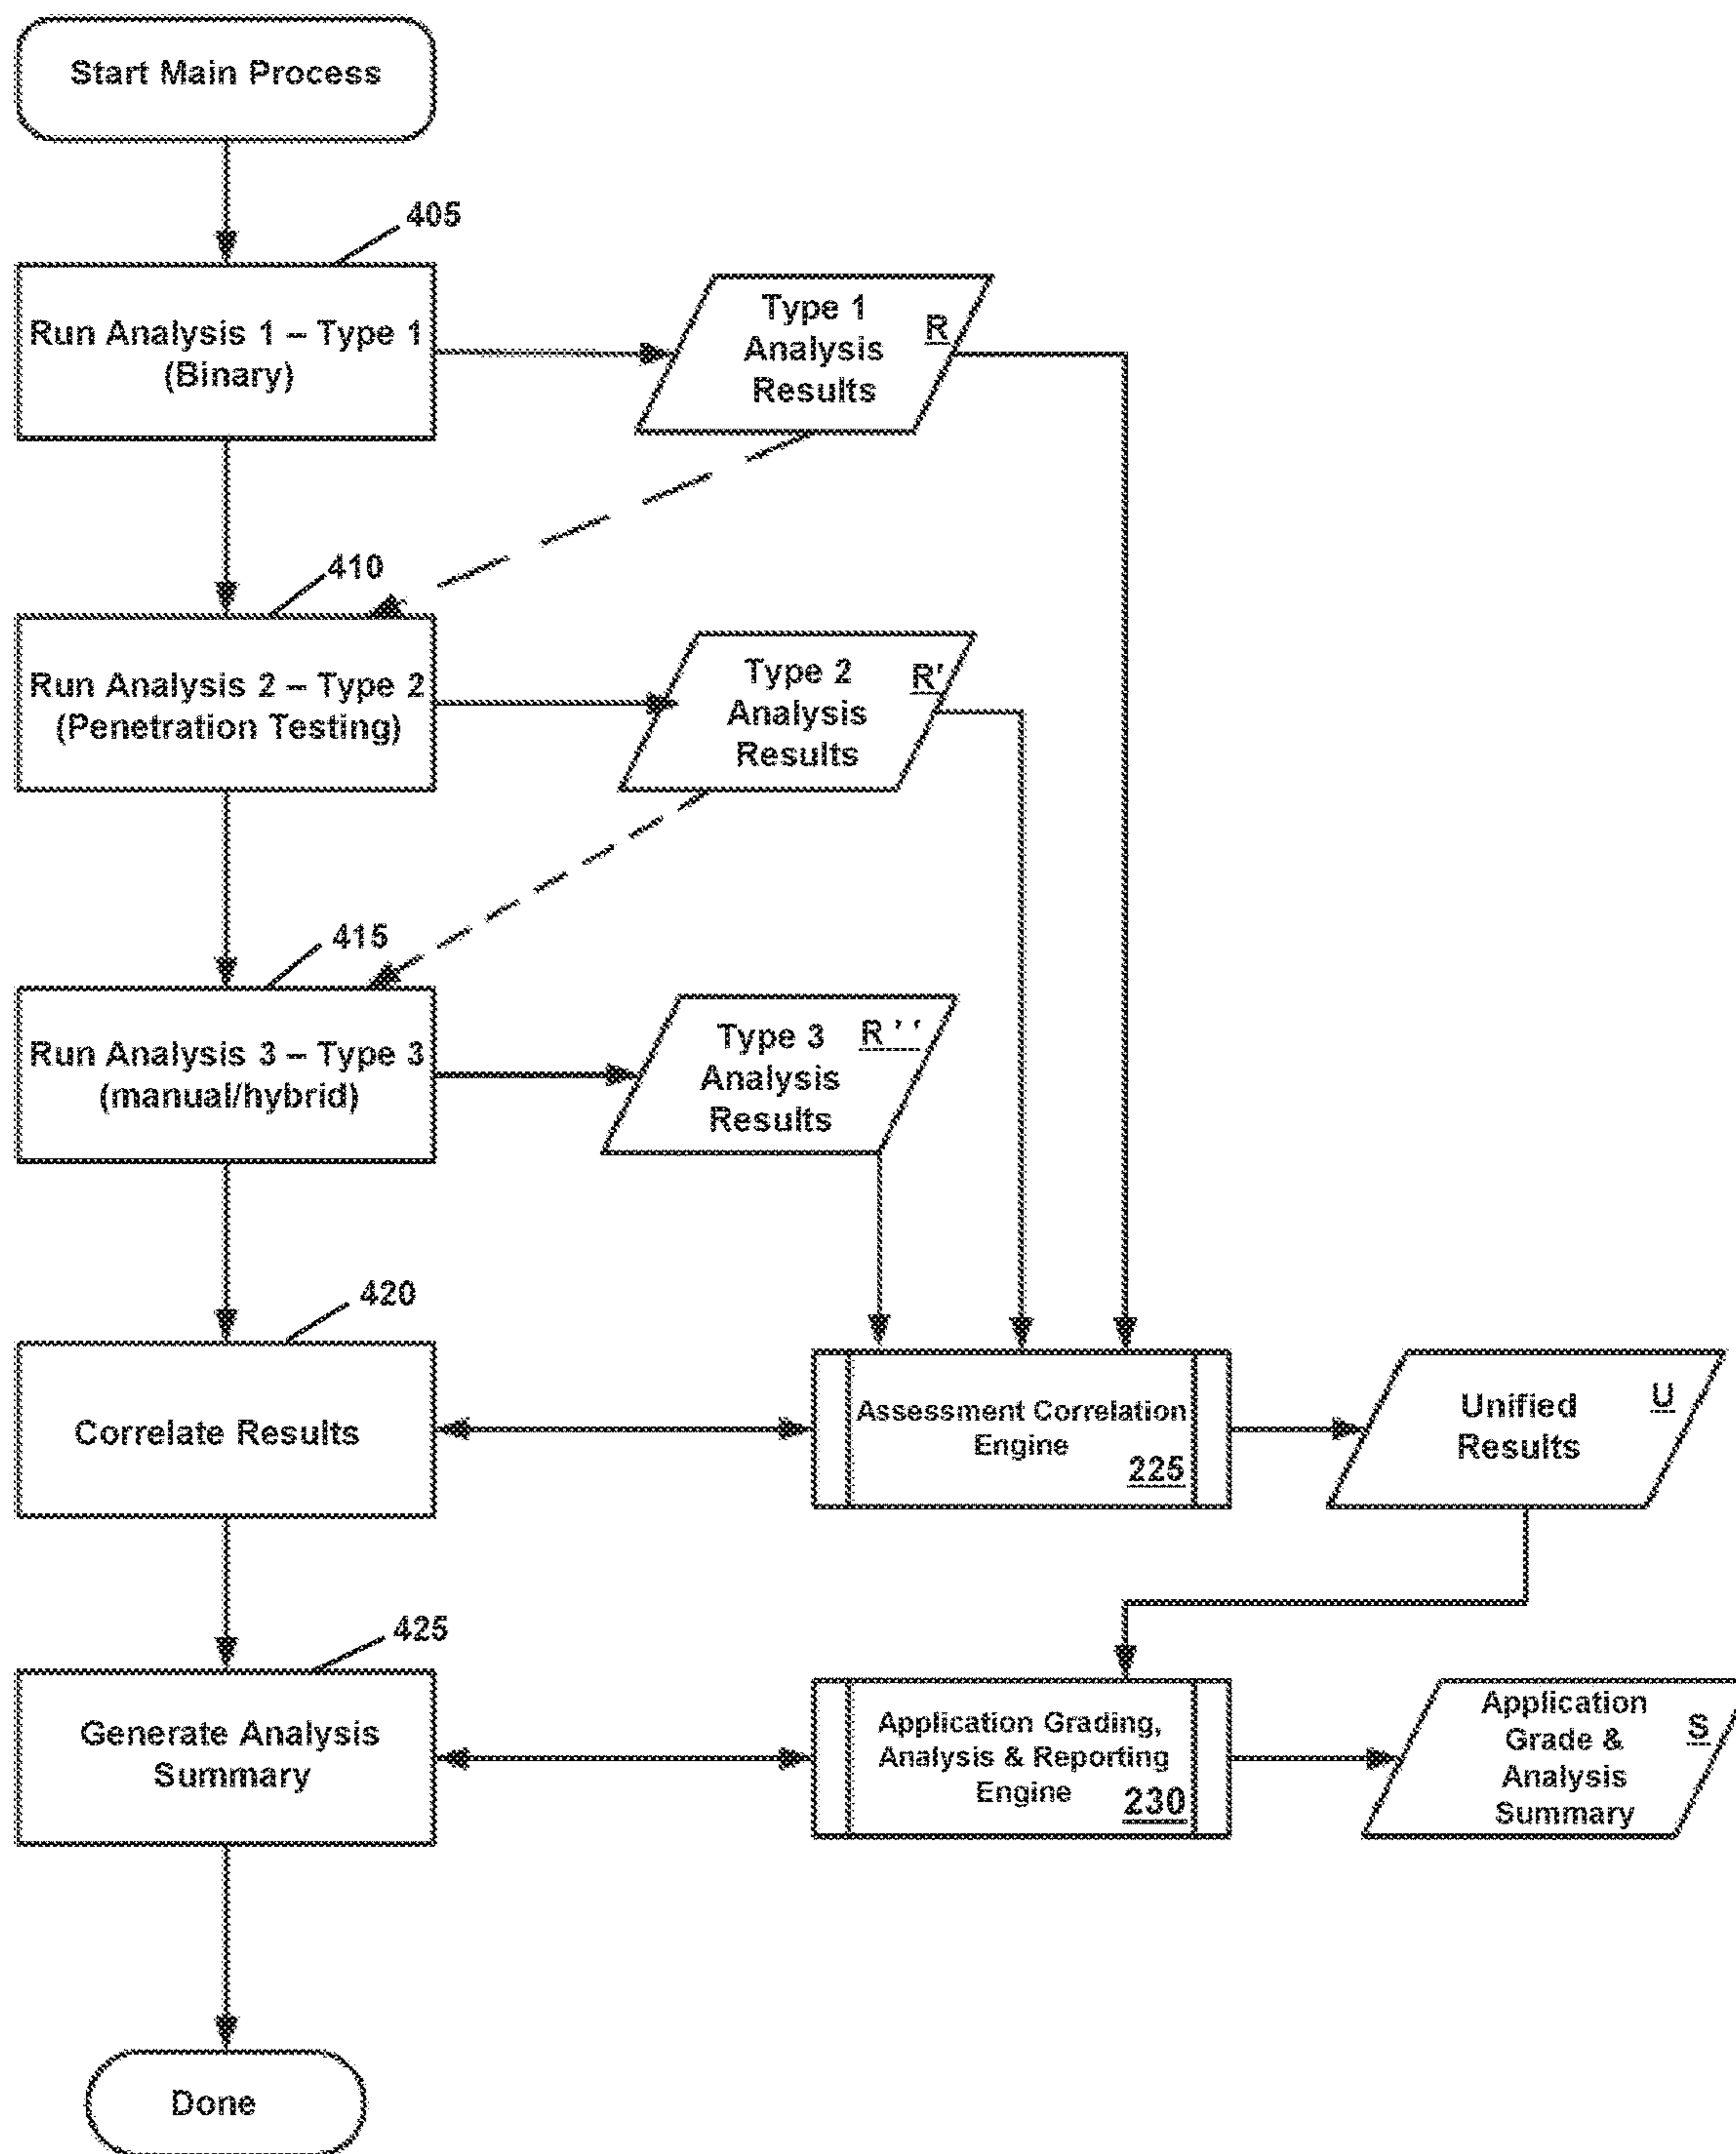 Start Main Process
405
Run Analysis 1 – Type 1
(Binary)
Type 1
Analysis
Results
R
410
Run Analysis 2 – Type 2
(Penetration Testing)
Type 2
Analysis
Results
R'
415
Run Analysis 3 – Type 3
(manual/hybrid)
Type 3
Analysis
Results
R ' '
420
Correlate Results
Assessment Correlation
Engine
225
Unified
Results
U
425
Generate Analysis
Summary
Application Grading,
Analysis & Reporting
Engine
230
Application
Grade &
Analysis
Summary
S
Done